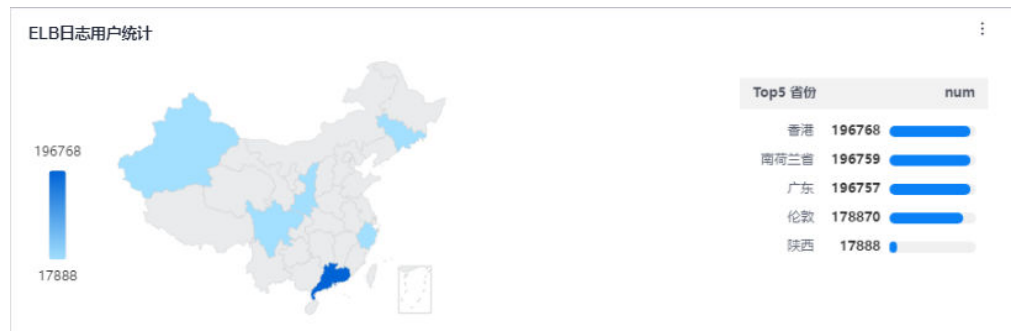 ELB日志用户统计
196768
17888
Top5 省份 num
香港 196768
南荷兰省 196759
广东 196757
伦敦 178870
陕西 17888